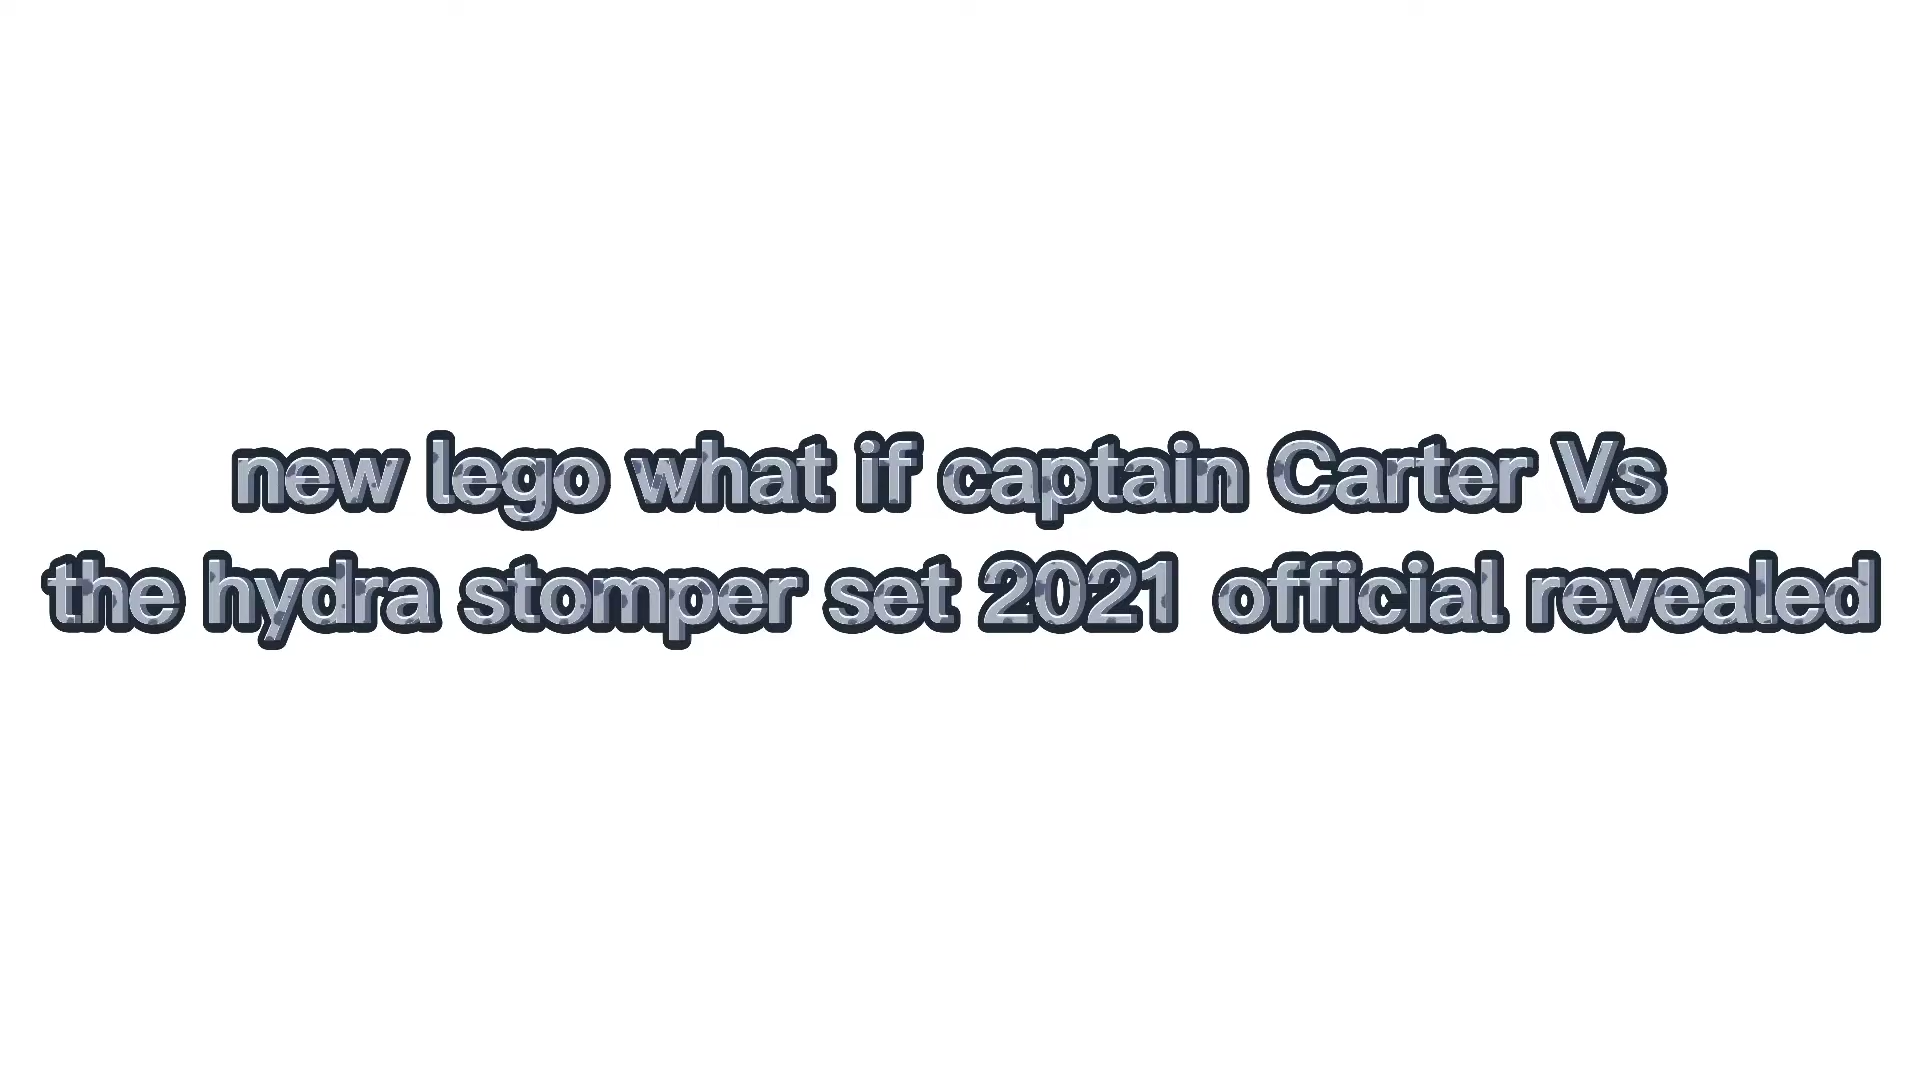 new lego what if captain Carter Vs
the hydra stomper set 2021 official revealed